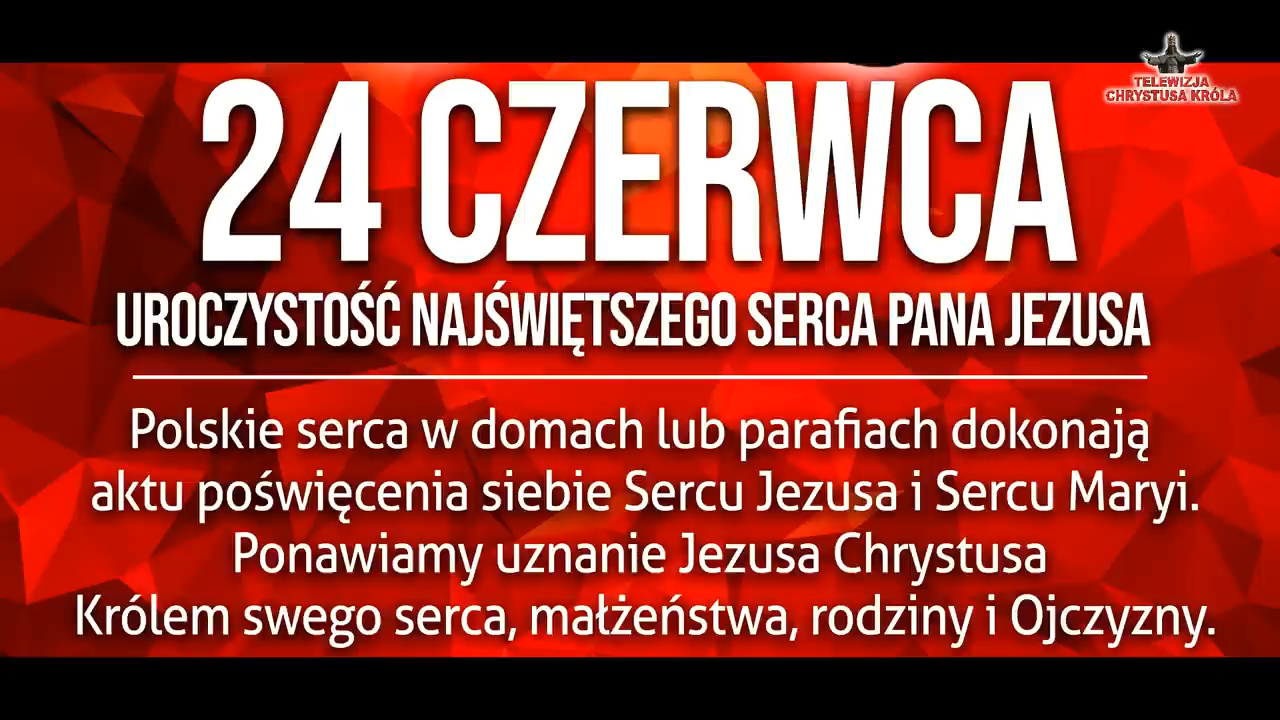 TELEWIZJA
CHRYSTUSA KRÓLA
24 CZERWCA
UROCZYSTOŚĆ NAJŚWIĘTSZEGO SERCA PANA JEZUSA
Polskie serca w domach lub parafiach dokonają
aktu poświęcenia siebie Sercu Jezusa i Sercu Maryi.
Ponawiamy uznanie Jezusa Chrystusa
Królem swego serca, małżeństwa, rodziny i Ojczyzny.